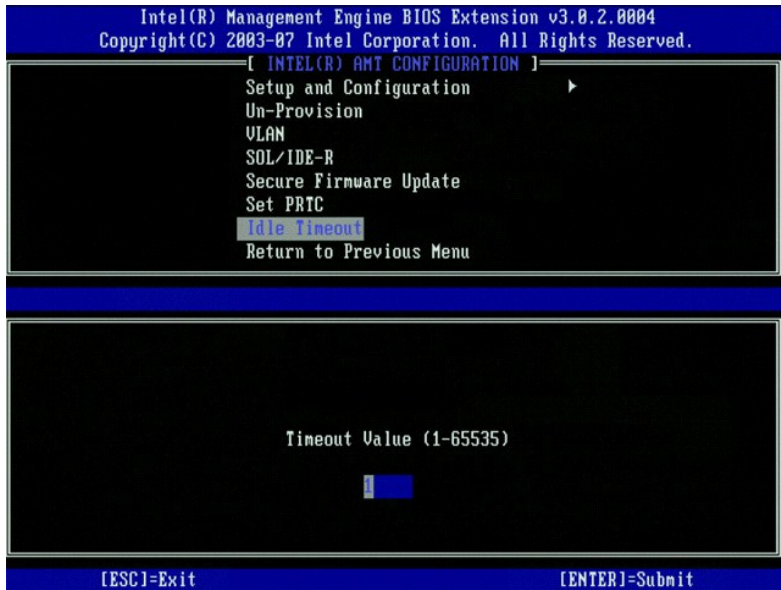 Intel(R) Management Engine BIOS Extension v3.0.2.0004
Copyright(C) 2003-07 Intel Corporation. All Rights Reserved.
[ INTEL(R) AMT CONFIGURATION ]
Setup and Configuration
Un-Provision
VLAN
SOL/IDE-R
Secure Firmware Update
Set PRTC
Idle Timeout
Return to Previous Menu
Timeout Value (1-65535)
1
[ESC]=Exit [ENTER]=Submit